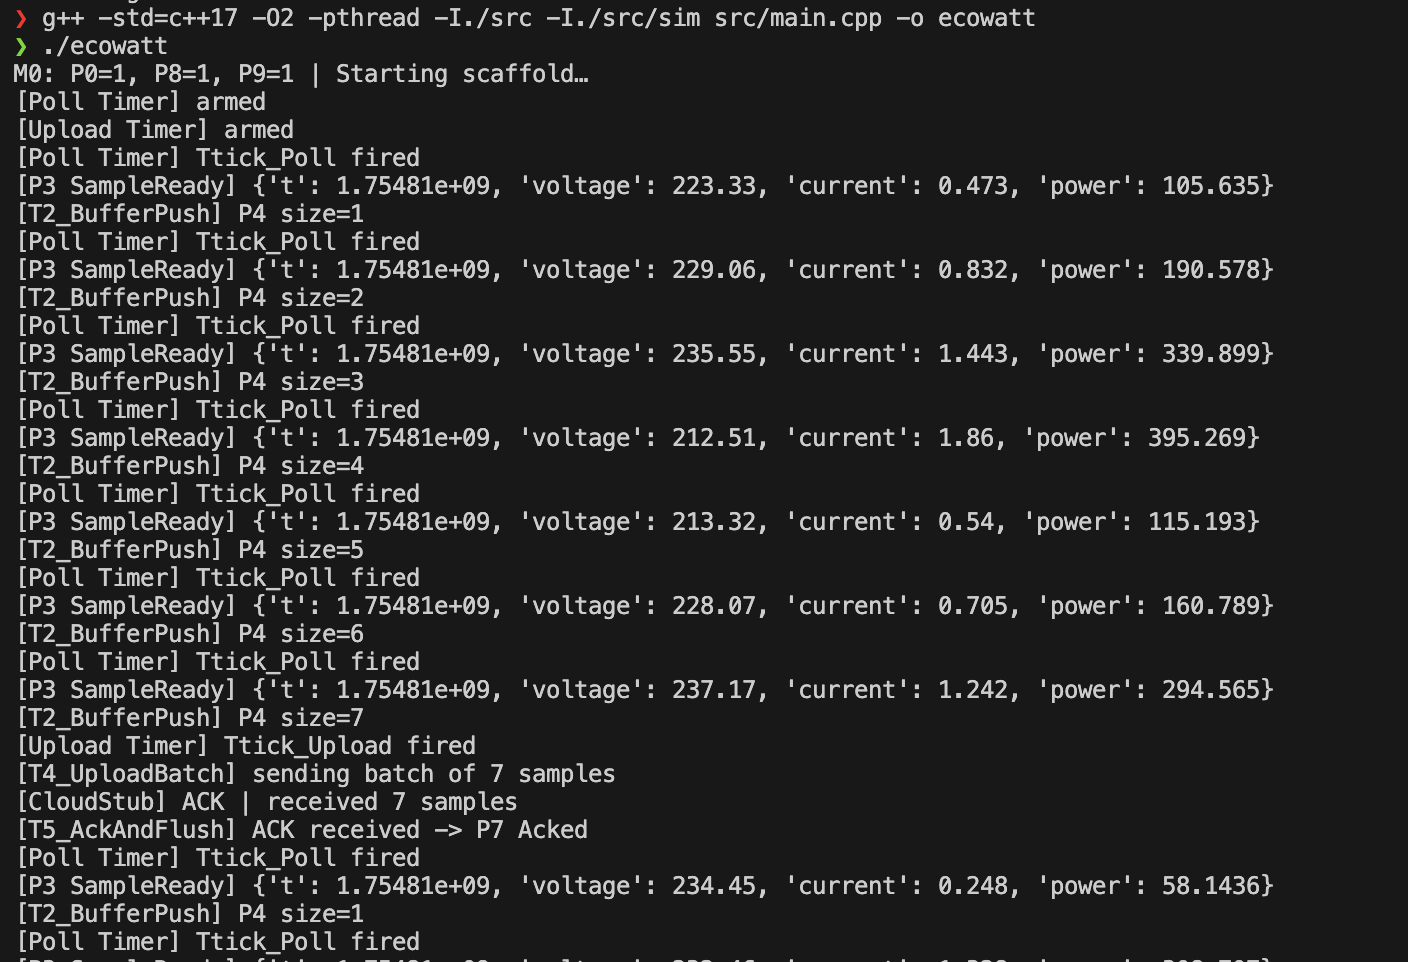 ❯ g++ -std=c++17 -O2 -pthread -I./src -I./src/sim src/main.cpp -o ecowatt
❯ ./ecowatt
M0: P0=1, P8=1, P9=1 | Starting scaffold…
[Poll Timer] armed
[Upload Timer] armed
[Poll Timer] Ttick_Poll fired
[P3 SampleReady] {'t': 1.75481e+09, 'voltage': 223.33, 'current': 0.473, 'power': 105.635}
[T2_BufferPush] P4 size=1
[Poll Timer] Ttick_Poll fired
[P3 SampleReady] {'t': 1.75481e+09, 'voltage': 229.06, 'current': 0.832, 'power': 190.578}
[T2_BufferPush] P4 size=2
[Poll Timer] Ttick_Poll fired
[P3 SampleReady] {'t': 1.75481e+09, 'voltage': 235.55, 'current': 1.443, 'power': 339.899}
[T2_BufferPush] P4 size=3
[Poll Timer] Ttick_Poll fired
[P3 SampleReady] {'t': 1.75481e+09, 'voltage': 212.51, 'current': 1.86, 'power': 395.269}
[T2_BufferPush] P4 size=4
[Poll Timer] Ttick_Poll fired
[P3 SampleReady] {'t': 1.75481e+09, 'voltage': 213.32, 'current': 0.54, 'power': 115.193}
[T2_BufferPush] P4 size=5
[Poll Timer] Ttick_Poll fired
[P3 SampleReady] {'t': 1.75481e+09, 'voltage': 228.07, 'current': 0.705, 'power': 160.789}
[T2_BufferPush] P4 size=6
[Poll Timer] Ttick_Poll fired
[P3 SampleReady] {'t': 1.75481e+09, 'voltage': 237.17, 'current': 1.242, 'power': 294.565}
[T2_BufferPush] P4 size=7
[Upload Timer] Ttick_Upload fired
[T4_UploadBatch] sending batch of 7 samples
[CloudStub] ACK | received 7 samples
[T5_AckAndFlush] ACK received —> P7 Acked
[Poll Timer] Ttick_Poll fired
[P3 SampleReady] {'t': 1.75481e+09, 'voltage': 234.45, 'current': 0.248, 'power': 58.1436}
[T2_BufferPush] P4 size=1
[Poll Timer] Ttick_Poll fired